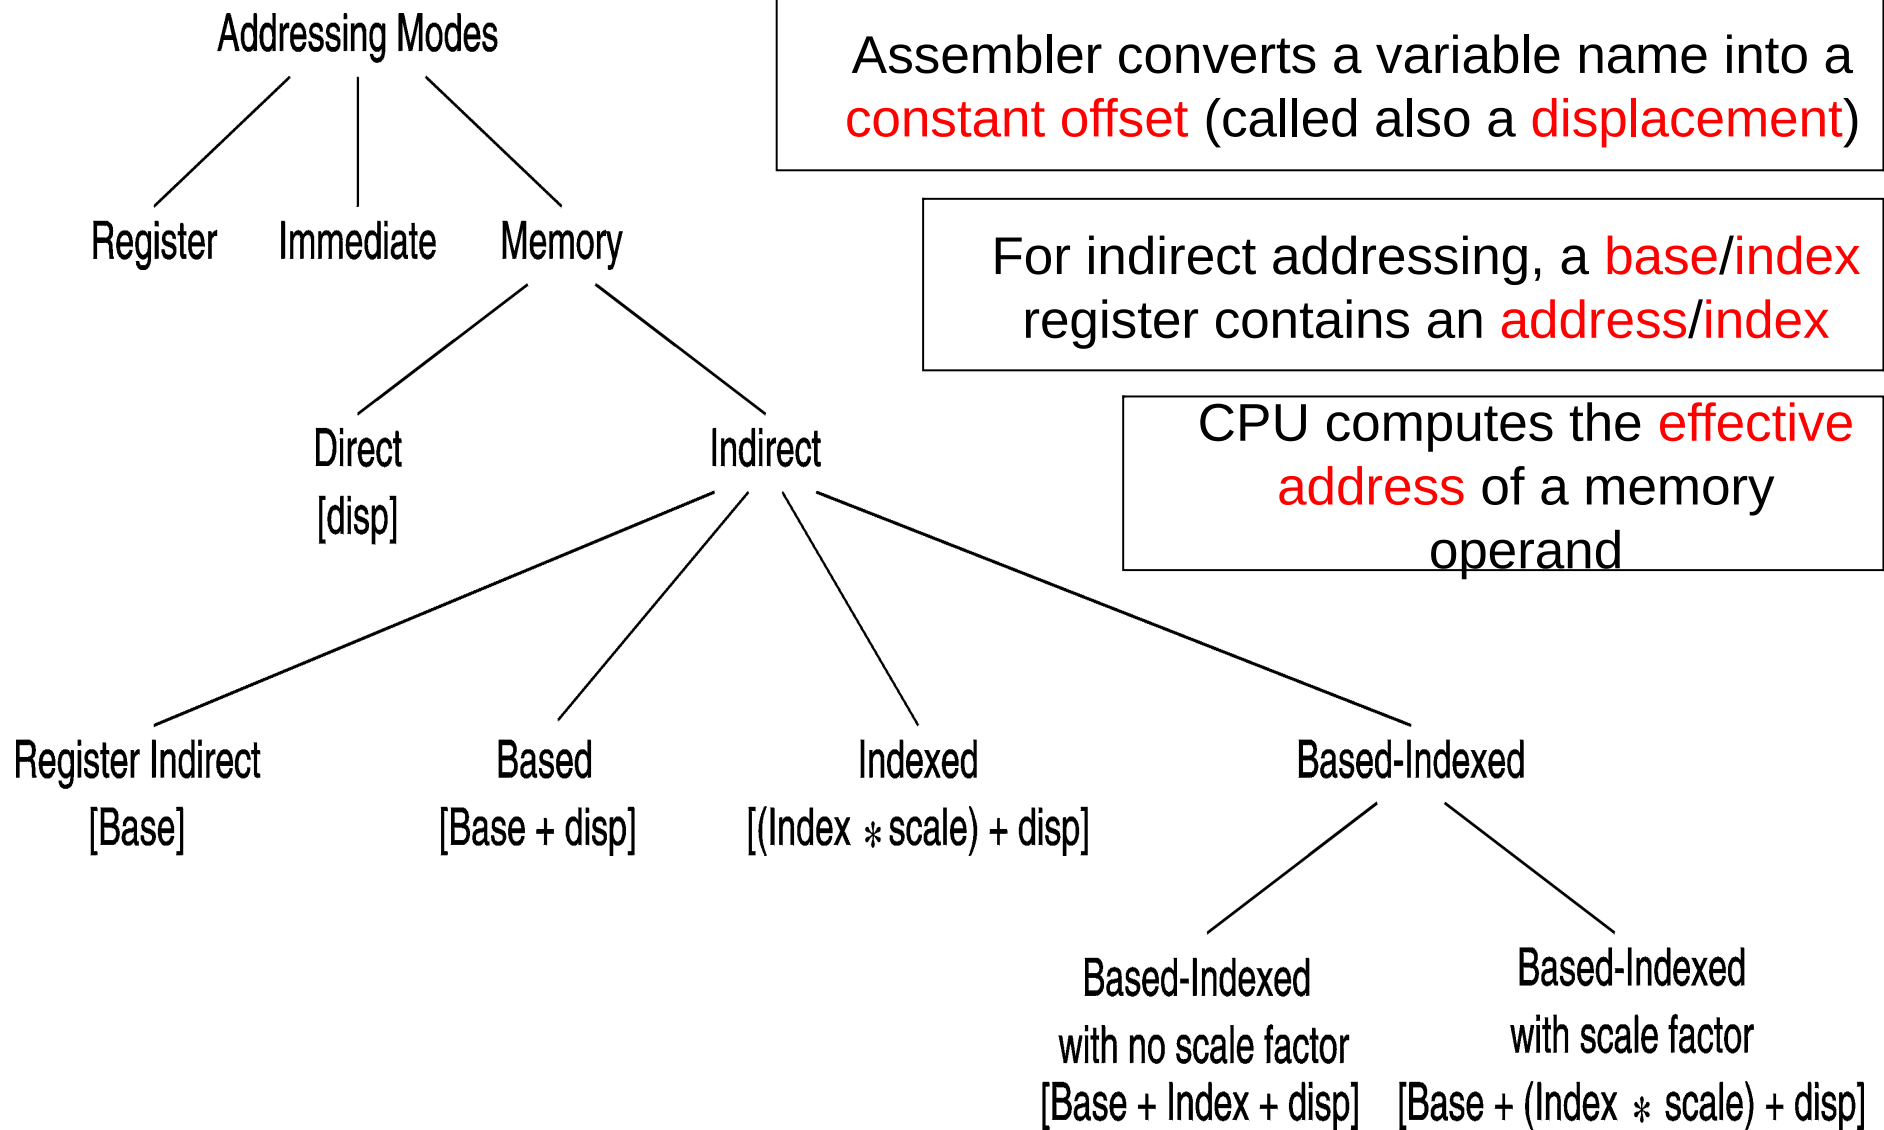 Addressing Modes
Assembler converts a variable name into a
constant offset (called also a displacement)
Register
Immediate
Memory
For indirect addressing, a base/index
register contains an address/index
Direct
[disp]
Indirect
CPU computes the effective
address of a memory
operand
Register Indirect
[Base]
Based
[Base + disp]
Indexed
[(Index * scale) + disp]
Based-Indexed
Based-Indexed
with no scale factor
[Base + Index + disp]
Based-Indexed
with scale factor
[Base + (Index * scale) + disp]